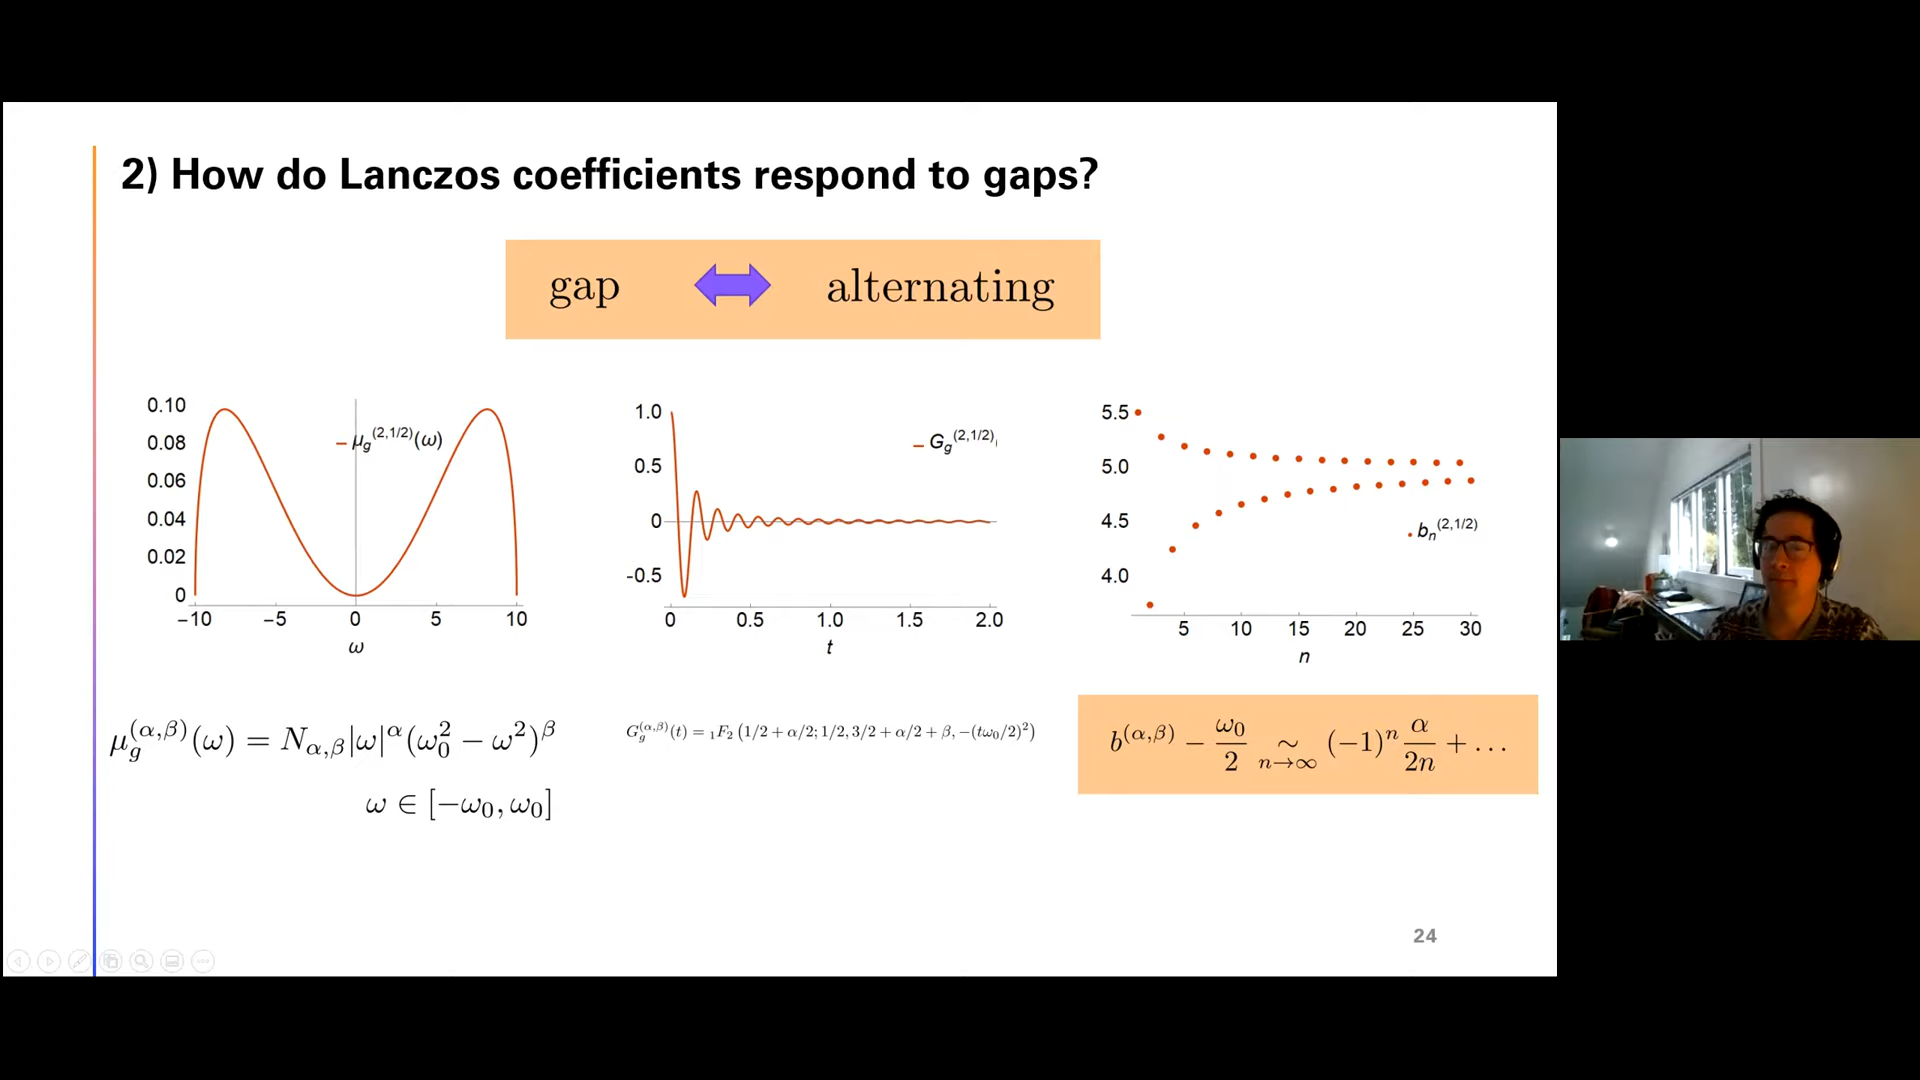 2) How do Lanczos coefficients respond to gaps?
gap alternating
0.10
0.08
0.06
0.04
0.02
0
−10 −5 0 5 10
ω
μ_g^(2,1/2)(ω)
1.0
0.5
0
-0.5
0 0.5 1.0 1.5 2.0
t
G_g^(2,1/2)(
5.5
5.0
4.5
4.0
5 10 15 20 25 30
n
b_n^(2,1/2)
μ_g^(α,β)(ω) = N_{α,β}|ω|^α(ω_0^2 − ω^2)^β
ω ∈ [−ω_0, ω_0]
G_g^(α,β)(t) = _1F_2 (1/2 + α/2; 1/2, 3/2 + α/2 + β, −(tω_0/2)^2)
b^(α,β) − ω_0/2 ∼_{n→∞} (−1)^n α/2n + …
24